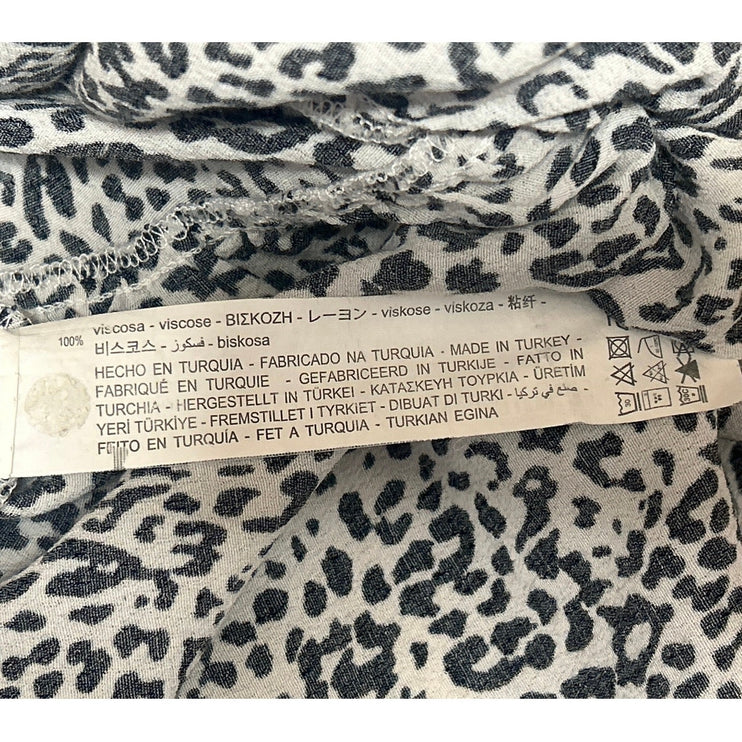 100% viscosa - viscose - ΒΙΣΚΟΖΗ - レーヨン - viskose - viskoza - 粘纤 -
비스코스 - فسكوز - biskosa
HECHO EN TURQUIA - FABRICADO NA TURQUIA - MADE IN TURKEY -
FABRIQUÉ EN TURQUIE - GEFABRICEERD IN TURKIJE - FATTO IN
TURCHIA - HERGESTELLT IN TÜRKEI - ΚΑΤΑΣΚΕΥΗ ΤΟΥΡΚΙΑ - ÜRETİM
YERİ TÜRKİYE - FREMSTILLET I TYRKIET - DIBUAT DI TURKI - صنع في تركيا -
FEITO EN TURQUÍA - FET A TURQUIA - TURKIAN EGINA